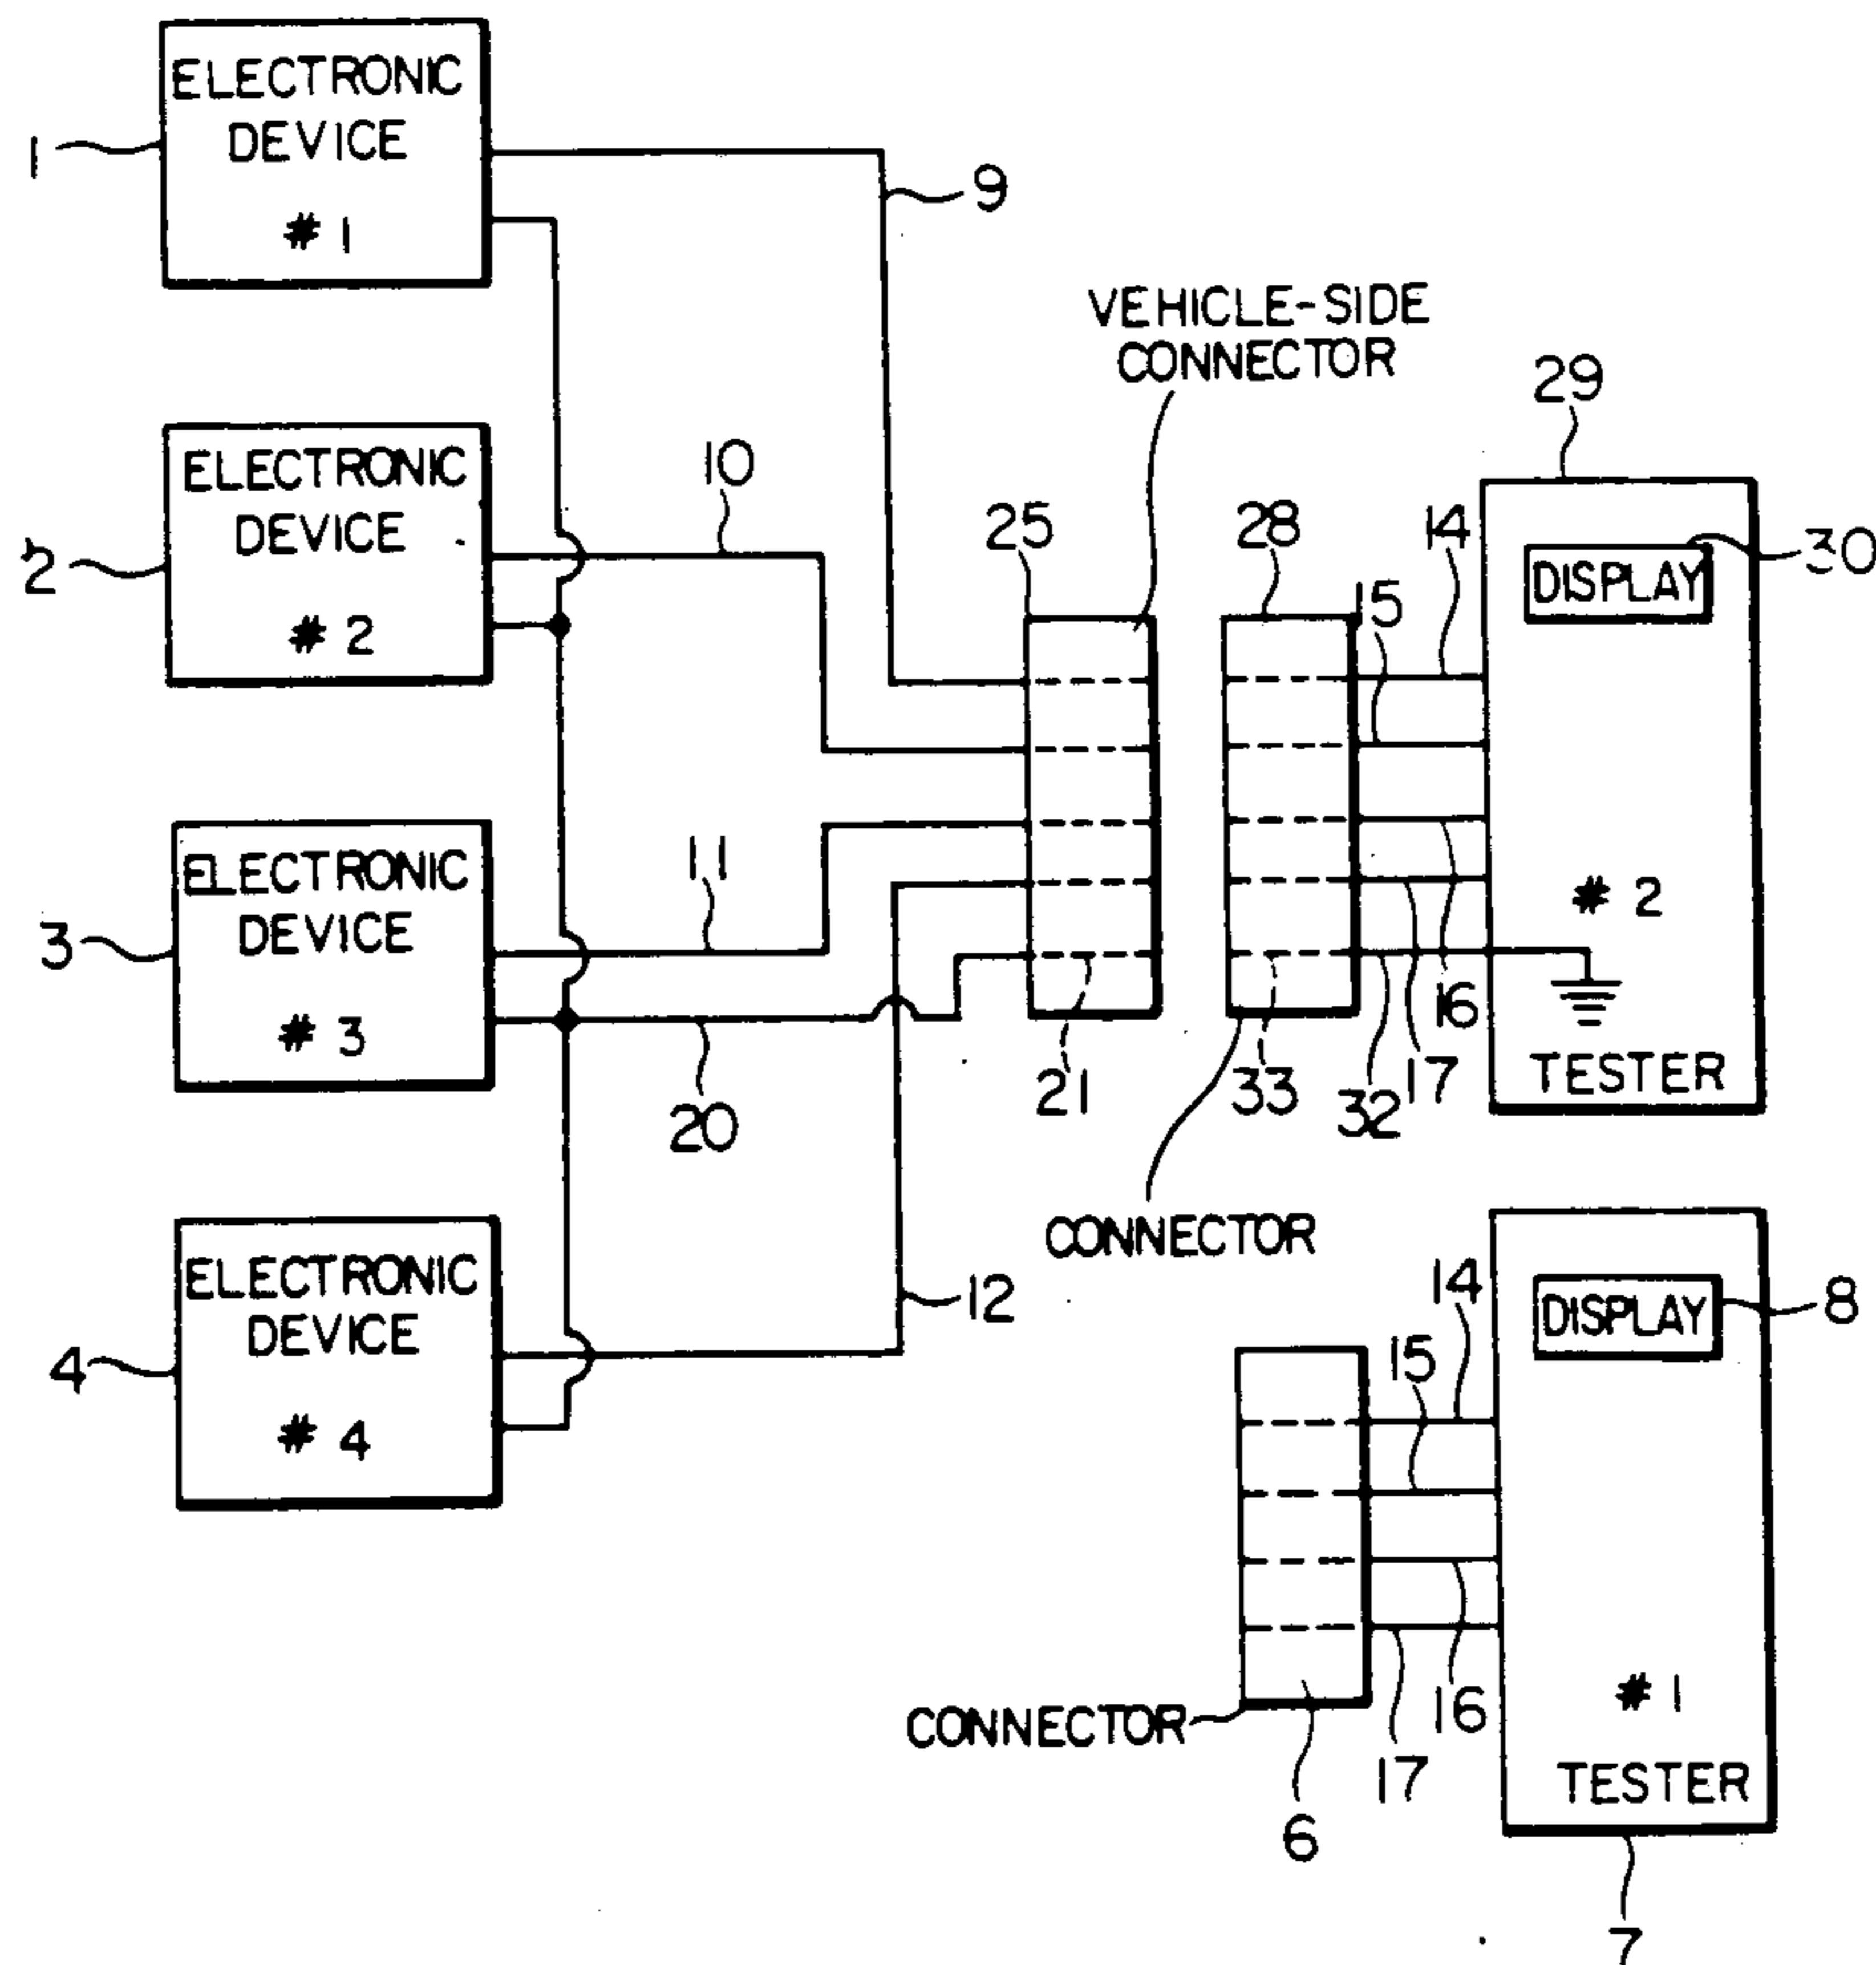 ELECTRONIC
DEVICE
# 1
1
9
VEHICLE-SIDE
CONNECTOR
29
ELECTRONIC
DEVICE
# 2
2
10
25
28
15
14
DISPLAY
30
ELECTRONIC
DEVICE
# 3
3
11
20
21
33
32
17
16
# 2
TESTER
CONNECTOR
ELECTRONIC
DEVICE
# 4
4
12
14
15
DISPLAY
8
CONNECTOR
6
17
16
# 1
TESTER
7